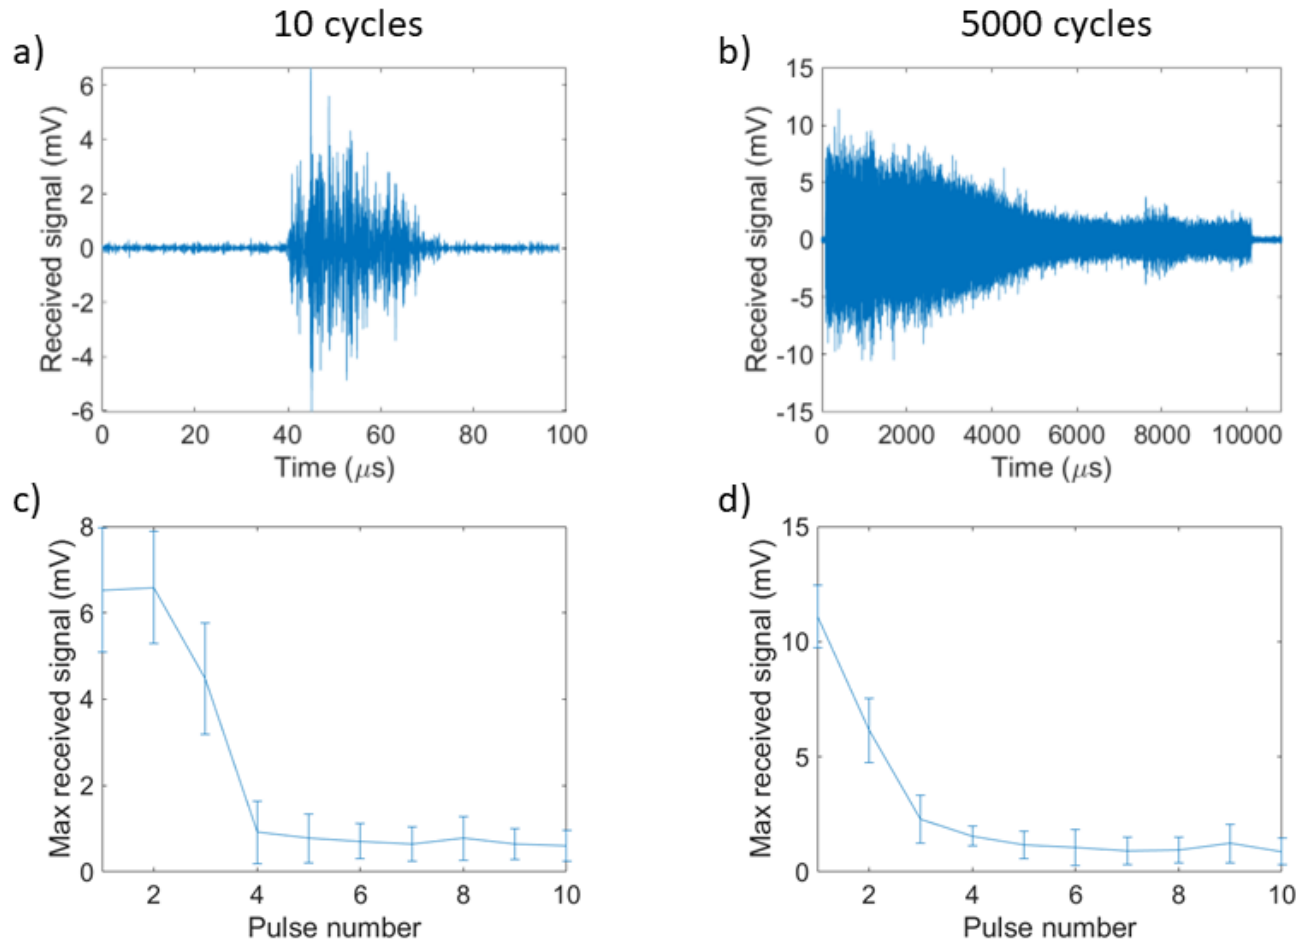 10 cycles
5000 cycles
a)
b)
6
4
2
0
-2
-4
-6
Received signal (mV)
0 20 40 60 80 100
Time (μs)
15
10
5
0
-5
-10
-15
Received signal (mV)
0 2000 4000 6000 8000 10000
Time (μs)
c)
d)
8
6
4
2
0
Max received signal (mV)
2 4 6 8 10
Pulse number
15
10
5
0
Max received signal (mV)
2 4 6 8 10
Pulse number